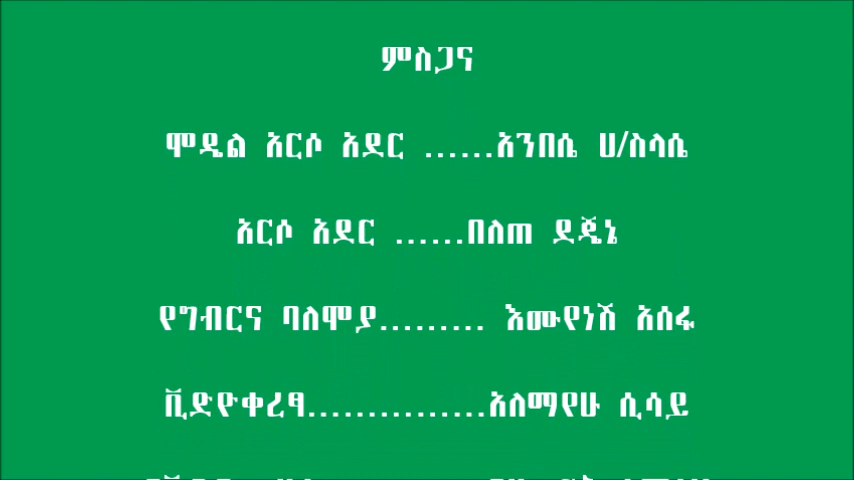 ምስጋና
ሞዴል አርሶ አደር ......አንበሴ ሀ/ስላሴ
አርሶ አደር ......በለጠ ደጄኔ
የግብርና ባለሞያ......... እሙየነሽ አሰፋ
ቪድዮቀረፃ...............አለማየሁ ሲሳይ